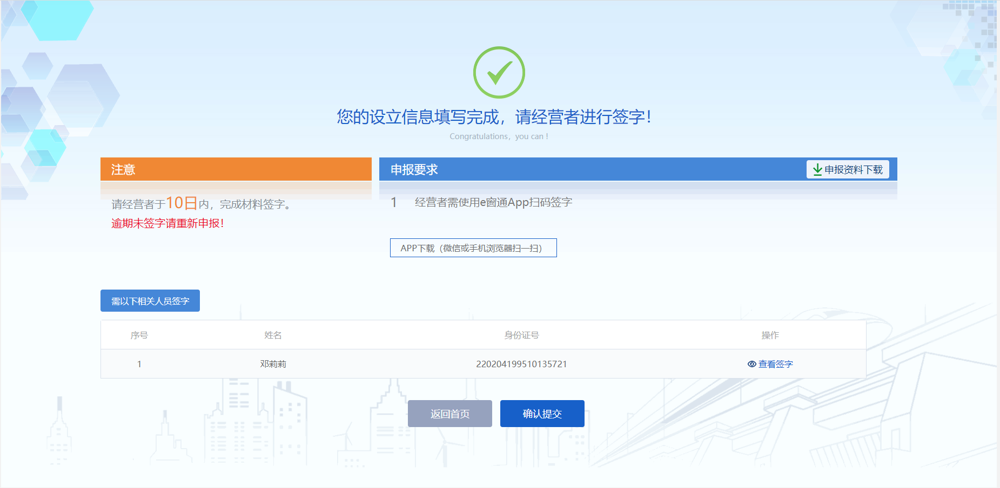 您的设立信息填写完成，请经营者进行签字！
Congratulations，you can !
注意
请经营者于10日内，完成材料签字。
逾期未签字请重新申报！
申报要求
申报资料下载
1 经营者需使用e窗通App扫码签字
APP下载（微信或手机浏览器扫一扫）
需以下相关人员签字
序号 姓名 身份证号 操作
1 邓莉莉 220204199510135721 查看签字
返回首页 确认提交